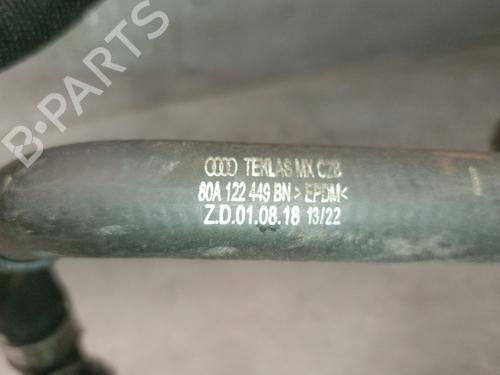 TEKLAS MX C2B
80A 122 449 BN >EPDM<
Z.D.01.08.18 13/22
B-PARTS